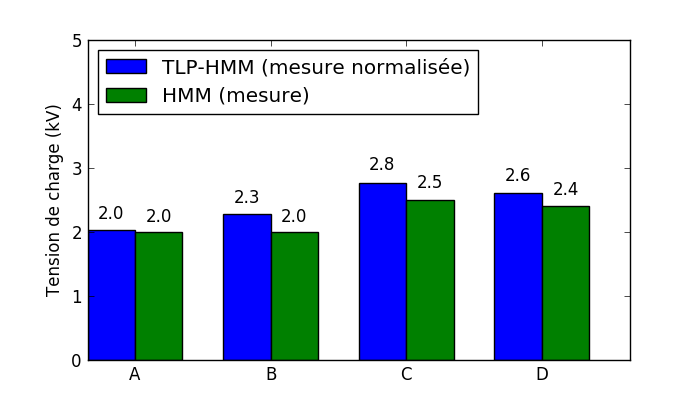 TLP-HMM (mesure normalisée)
HMM (mesure)
Tension de charge (kV)
5
4
3
2
1
0
2.0
2.0
2.3
2.0
2.8
2.5
2.6
2.4
A
B
C
D